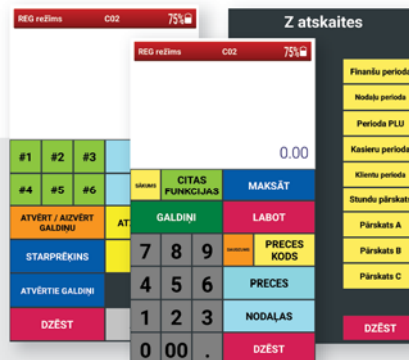 REG režīms C02 75%
#1 #2 #3
#4 #5 #6
ATVĒRT / AIZVĒRT
GALDIŅU
STARPRĒĶINS
ATVĒRTIE GALDIŅI
DZĒST
REG režīms C02 75%
0.00
SĀKUMS
CITAS
FUNKCIJAS
MAKSĀT
GALDIŅI
LABOT
7 8 9
PRECES
KODS
4 5 6
PRECES
1 2 3
NODAĻAS
0 00 .
DZĒST
Z atskaites
Finanšu perioda
Nodaļu perioda
Perioda PLU
Kasieru perioda
Klientu perioda
Stundu pārskats
Pārskats A
Pārskats B
Pārskats C
DZĒST